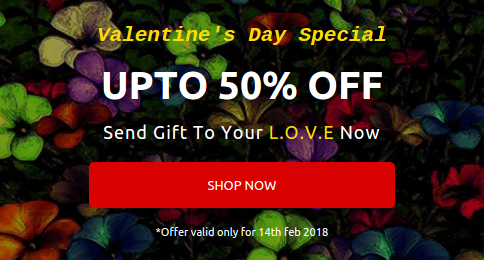 Valentine's Day Special
UPTO 50% OFF
Send Gift To Your L.O.V.E Now
SHOP NOW
*Offer valid only for 14th feb 2018